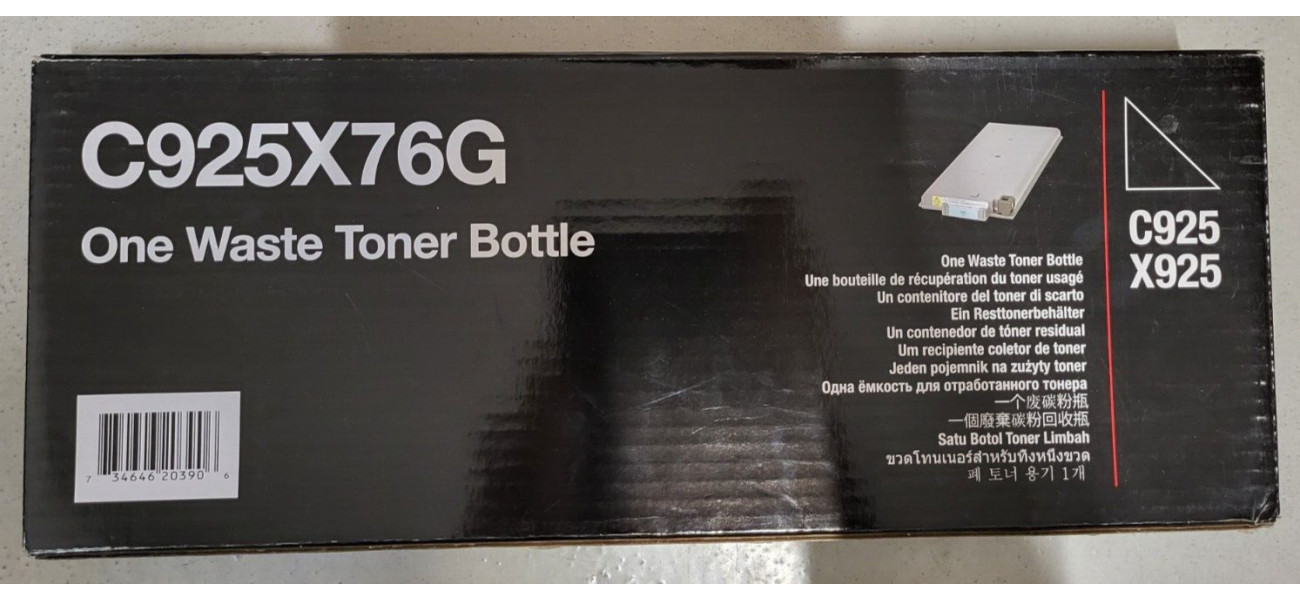 C925X76G
One Waste Toner Bottle
7 34646 20390 6
One Waste Toner Bottle
Une bouteille de récupération du toner usagé
Un contenitore del toner di scarto
Ein Resttonerbehälter
Un contenedor de tóner residual
Um recipiente coletor de toner
Jeden pojemnik na zużyty toner
Одна ёмкость для отработанного тонера
一个废碳粉瓶
一個廢棄碳粉回收瓶
Satu Botol Toner Limbah
ขวดโทนเนอร์สำหรับทิ้งหนึ่งขวด
폐 토너 용기 1개
C925
X925